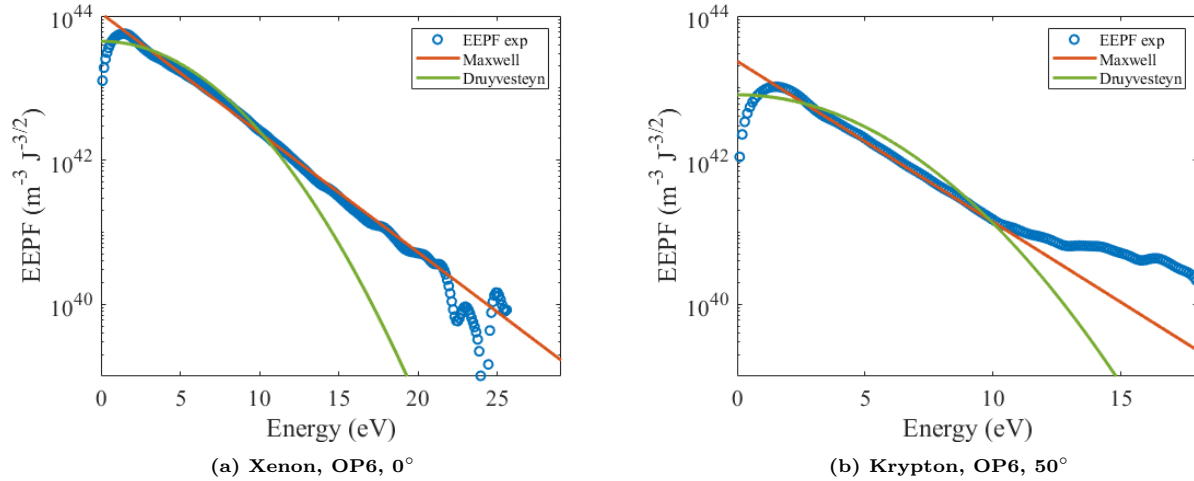 10^44
10^42
10^40
EEPF (m^-3 J^-3/2)
EEPF exp
Maxwell
Druyvesteyn
0 5 10 15 20 25
Energy (eV)
(a) Xenon, OP6, 0°
10^44
10^42
10^40
EEPF (m^-3 J^-3/2)
EEPF exp
Maxwell
Druyvesteyn
0 5 10 15
Energy (eV)
(b) Krypton, OP6, 50°